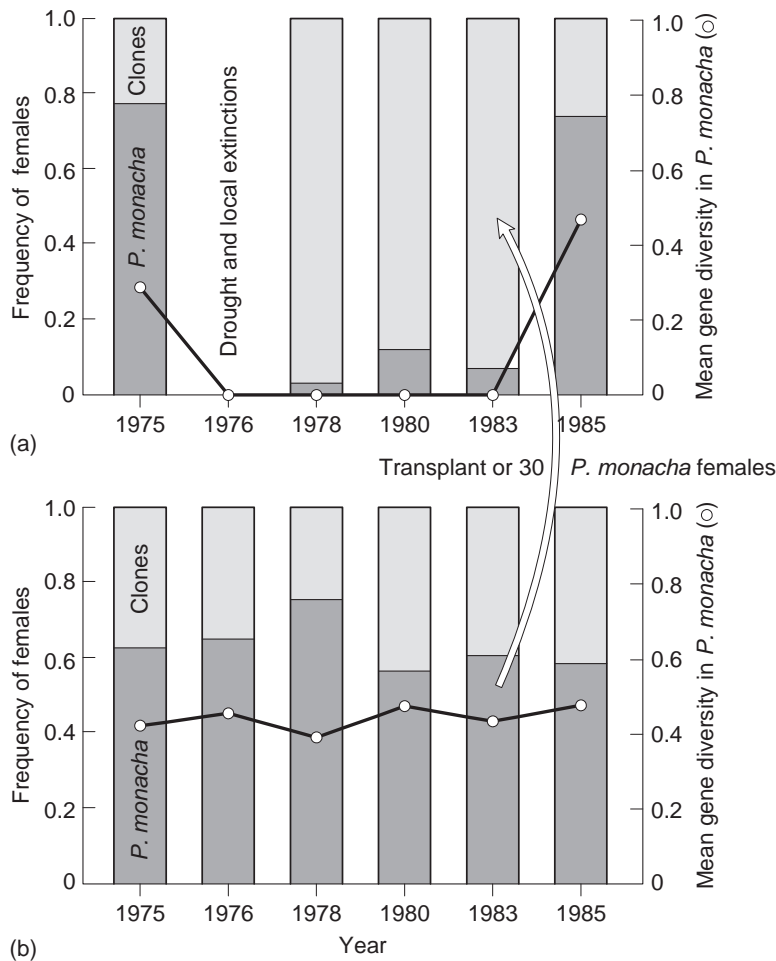 1.0
0.8
0.6
0.4
0.2
0
Frequency of females
Clones
P. monacha
Drought and local extinctions
1.0
0.8
0.6
0.4
0.2
0
Mean gene diversity in P. monacha (○)
1975 1976 1978 1980 1983 1985
(a)
Transplant or 30 P. monacha females
1.0
0.8
0.6
0.4
0.2
0
Frequency of females
Clones
P. monacha
1.0
0.8
0.6
0.4
0.2
0
Mean gene diversity in P. monacha (○)
1975 1976 1978 1980 1983 1985
(b)
Year